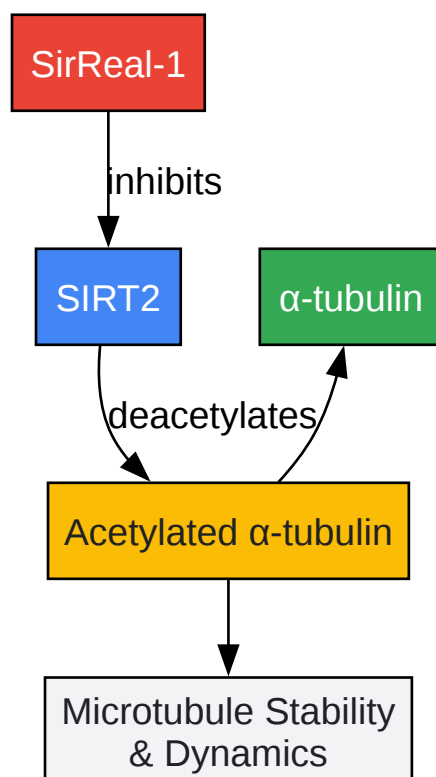 SirReal-1
inhibits
SIRT2
α-tubulin
deacetylates
Acetylated α-tubulin
Microtubule Stability
& Dynamics